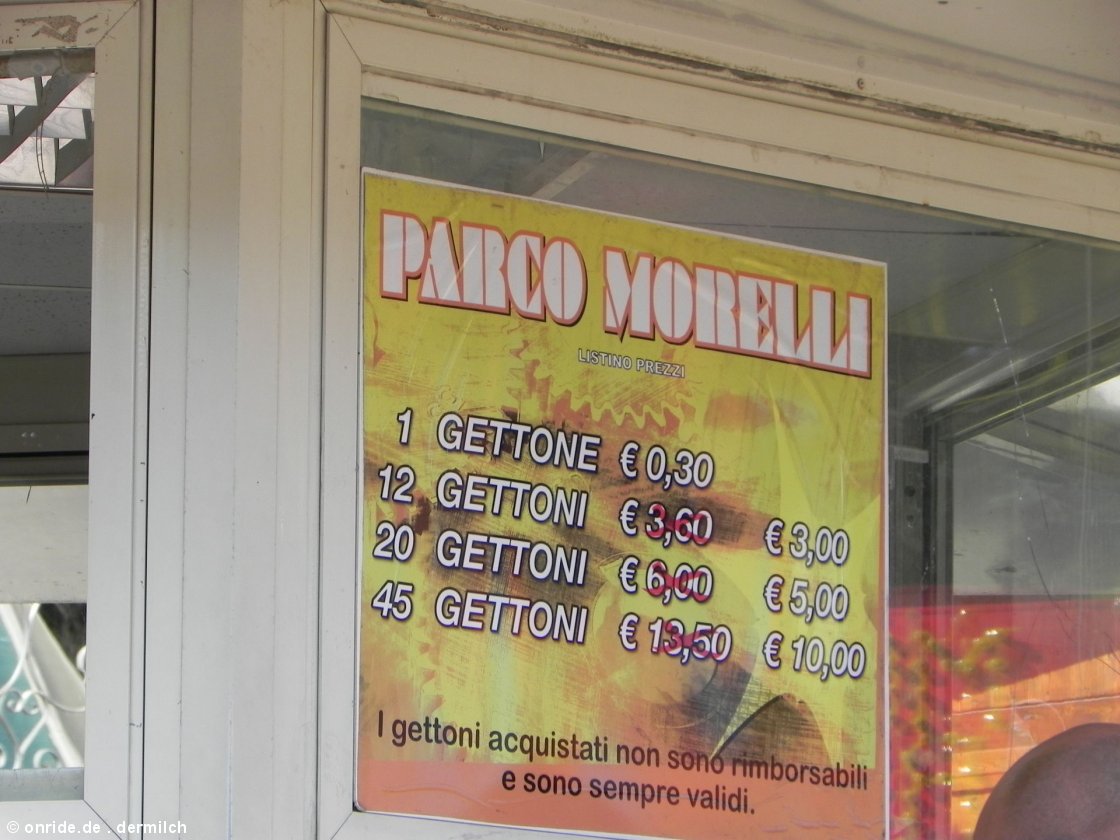 PARCO MORELLI
LISTINO PREZZI
1 GETTONE € 0,30
12 GETTONI € 3,60 € 3,00
20 GETTONI € 6,00 € 5,00
45 GETTONI € 13,50 € 10,00
I gettoni acquistati non sono rimborsabili
e sono sempre validi.
© onride.de . dermilch